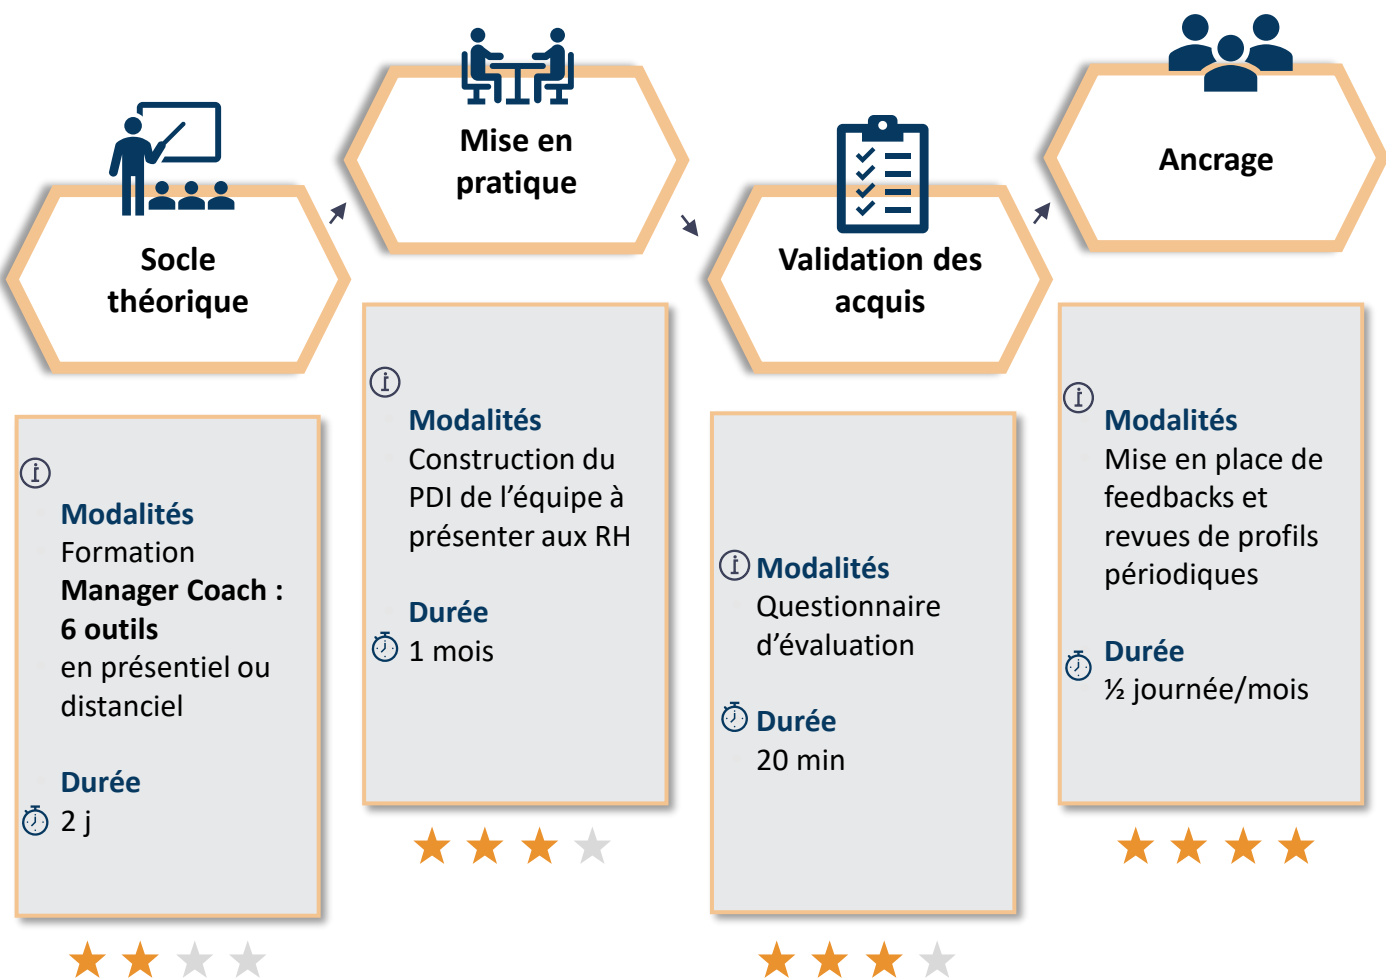 Socle
théorique
Modalités
Formation
Manager Coach :
6 outils
en présentiel ou
distanciel
Durée
2 j
Mise en
pratique
Modalités
Construction du
PDI de l’équipe à
présenter aux RH
Durée
1 mois
Validation des
acquis
Modalités
Questionnaire
d’évaluation
Durée
20 min
Ancrage
Modalités
Mise en place de
feedbacks et
revues de profils
périodiques
Durée
½ journée/mois